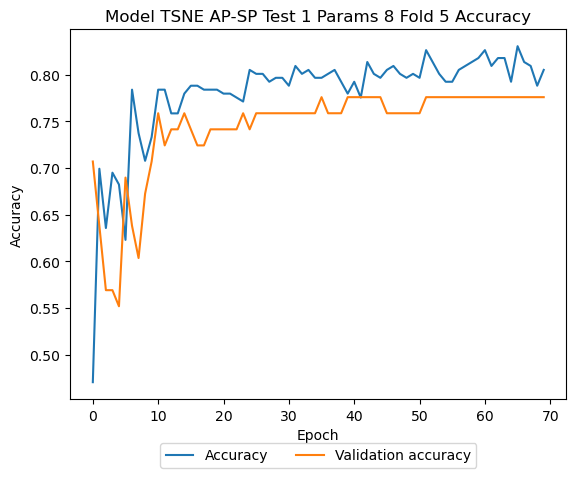 Model TSNE AP-SP Test 1 Params 8 Fold 5 Accuracy
Accuracy
0.80
0.75
0.70
0.65
0.60
0.55
0.50
0 10 20 30 40 50 60 70
Epoch
Accuracy Validation accuracy